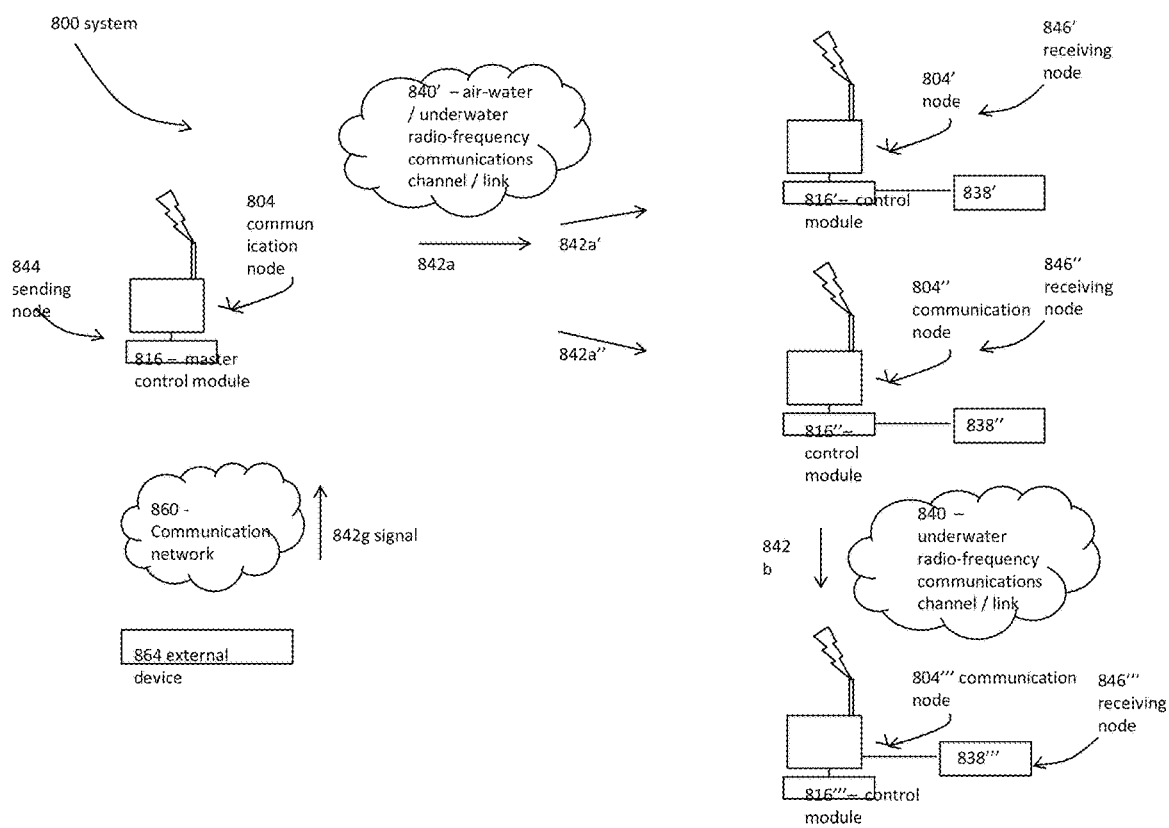 800 system
840′ – air-water
/ underwater
radio-frequency
communications
channel / link
804
commun
ication
node
844
sending
node
816 – master
control module
842a
842a′
842a″
846′
receiving
node
804′
node
838′
816′– control
module
846″
receiving
node
804″
communication
node
838″
816″–
control
module
860 -
Communication
network
842g signal
864 external
device
842
b
840 –
underwater
radio-frequency
communications
channel / link
804‴ communication
node
846‴
receiving
node
838‴
816‴– control
module